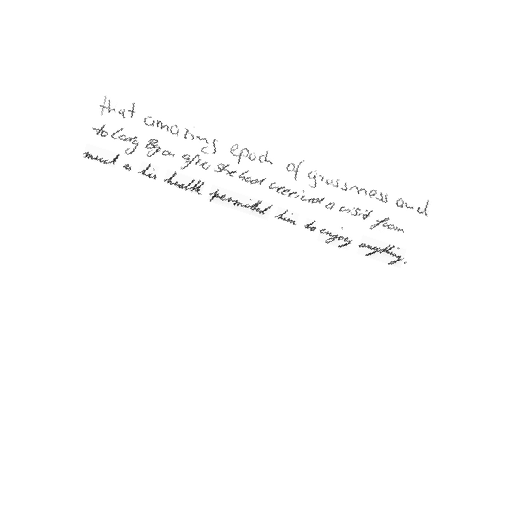 that amazing epoch of grossness and
to Lady Byron after she had received a visit from
much as his health permitted him to enjoy anything.